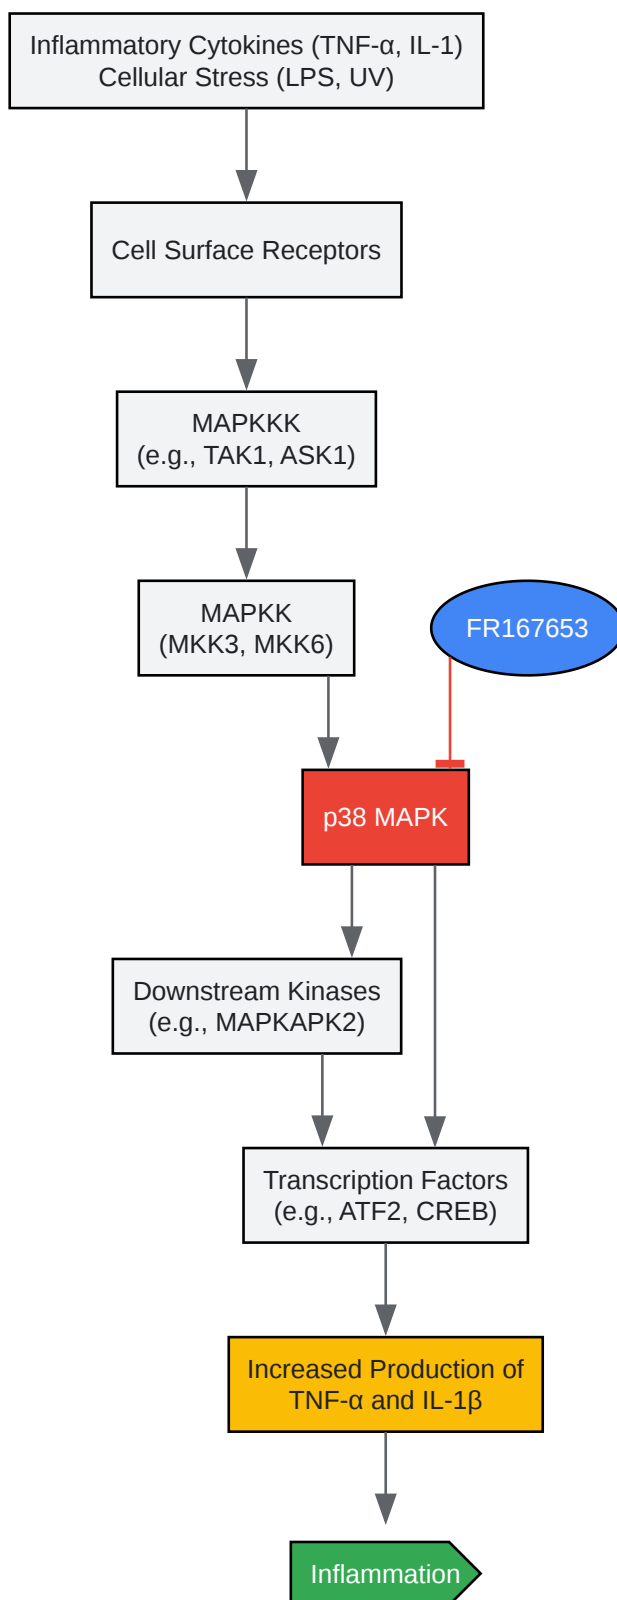 Inflammatory Cytokines (TNF-α, IL-1)
Cellular Stress (LPS, UV)
Cell Surface Receptors
MAPKKK
(e.g., TAK1, ASK1)
MAPKK
(MKK3, MKK6)
FR167653
p38 MAPK
Downstream Kinases
(e.g., MAPKAPK2)
Transcription Factors
(e.g., ATF2, CREB)
Increased Production of
TNF-α and IL-1β
Inflammation